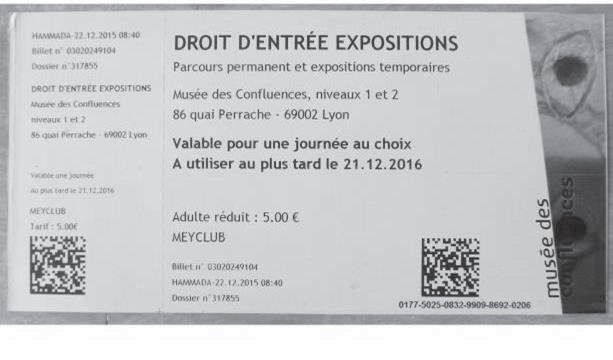 HAMMADA-22.12.2015 08:40
Billet n° 03020249104
Dossier n°317855
DROIT D'ENTRÉE EXPOSITIONS
Musée des Confluences
niveaux 1 et 2
86 quai Perrache - 69002 Lyon
Valable une journée
au plus tard le 21.12.2016
MEYCLUB
Tarif : 5.00€
DROIT D'ENTRÉE EXPOSITIONS
Parcours permanent et expositions temporaires
Musée des Confluences, niveaux 1 et 2
86 quai Perrache - 69002 Lyon
Valable pour une journée au choix
A utiliser au plus tard le 21.12.2016
Adulte réduit : 5.00 €
MEYCLUB
Billet n° 03020249104
HAMMADA-22.12.2015 08:40
Dossier n°317855
0177-5025-0832-9909-8692-0206
musée des
confluences